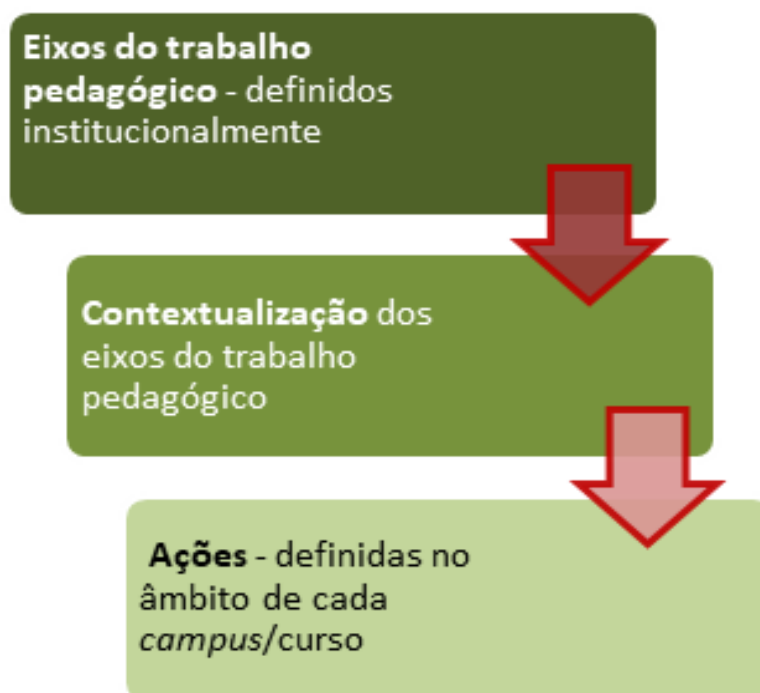 Eixos do trabalho
pedagógico - definidos
institucionalmente
Contextualização dos
eixos do trabalho
pedagógico
Ações - definidas no
âmbito de cada
campus/curso